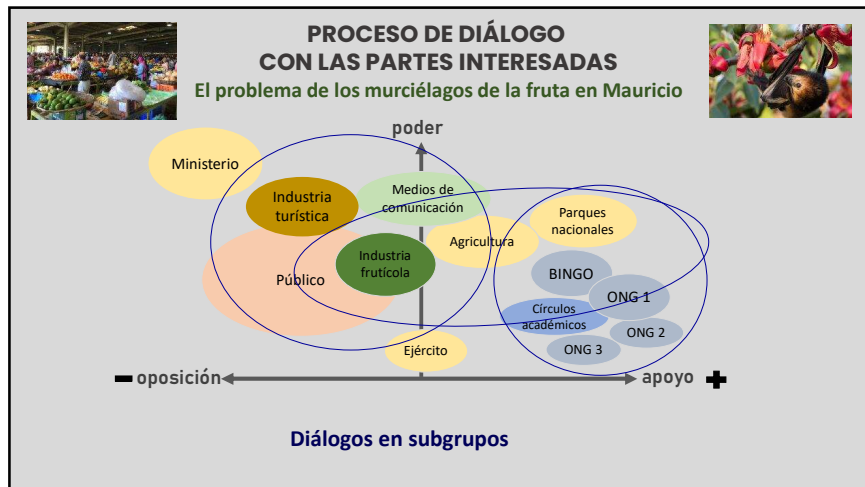 PROCESO DE DIÁLOGO
CON LAS PARTES INTERESADAS
El problema de los murciélagos de la fruta en Mauricio
poder
Ministerio
Industria
turística
Medios de
comunicación
Parques
nacionales
Agricultura
Industria
frutícola
Público
BINGO
ONG 1
Círculos
académicos
ONG 2
ONG 3
Ejército
oposición
apoyo
Diálogos en subgrupos